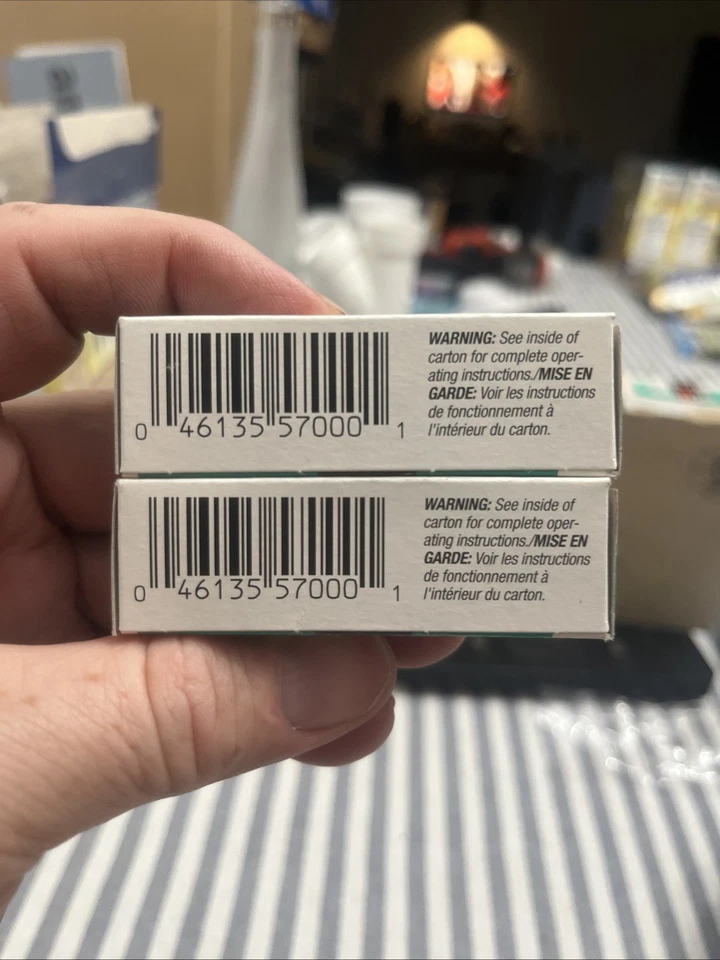 WARNING: See inside of
carton for complete oper-
ating instructions./MISE EN
GARDE: Voir les instructions
de fonctionnement à
l'intérieur du carton.
0 46135 57000 1
WARNING: See inside of
carton for complete oper-
ating instructions./MISE EN
GARDE: Voir les instructions
de fonctionnement à
l'intérieur du carton.
0 46135 57000 1